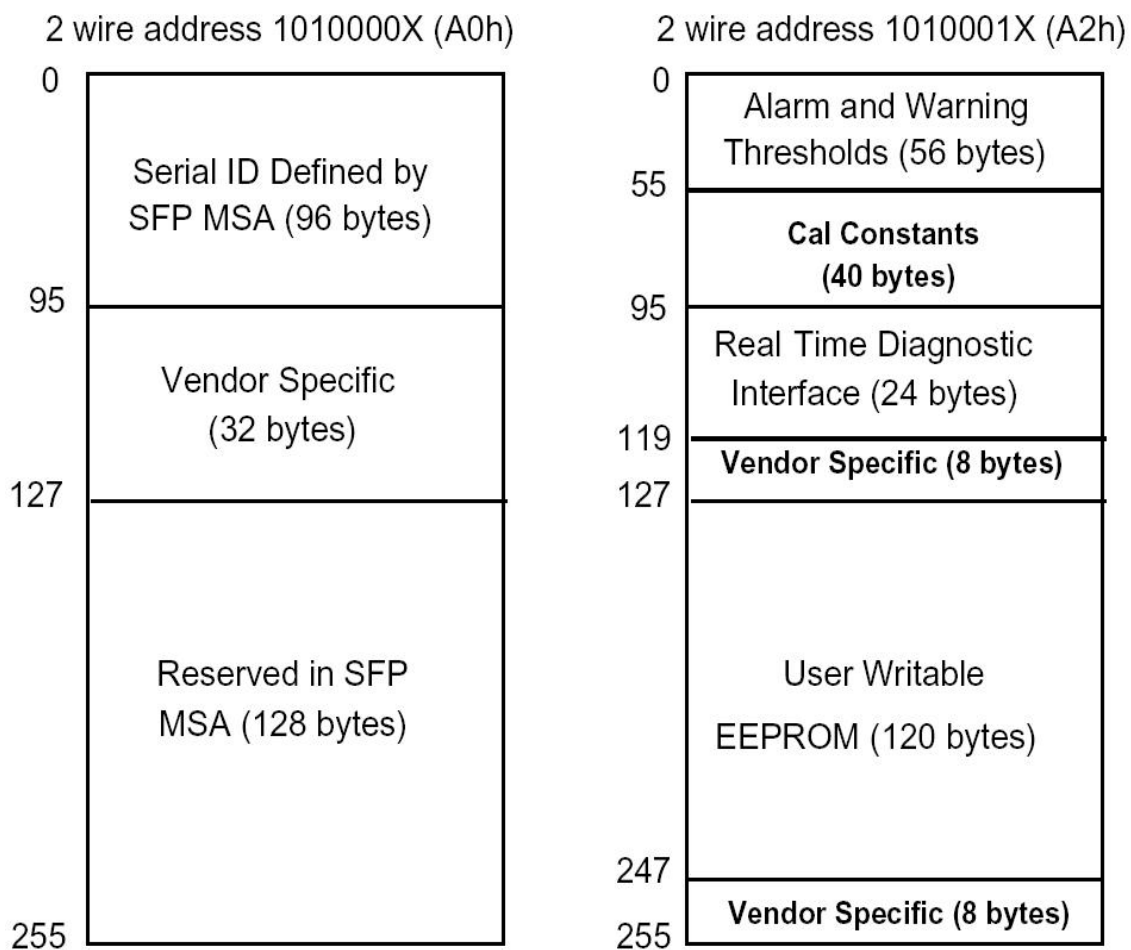 2 wire address 1010000X (A0h)
0
Serial ID Defined by
SFP MSA (96 bytes)
95
Vendor Specific
(32 bytes)
127
Reserved in SFP
MSA (128 bytes)
255
2 wire address 1010001X (A2h)
0
Alarm and Warning
Thresholds (56 bytes)
55
Cal Constants
(40 bytes)
95
Real Time Diagnostic
Interface (24 bytes)
119
Vendor Specific (8 bytes)
127
User Writable
EEPROM (120 bytes)
247
Vendor Specific (8 bytes)
255